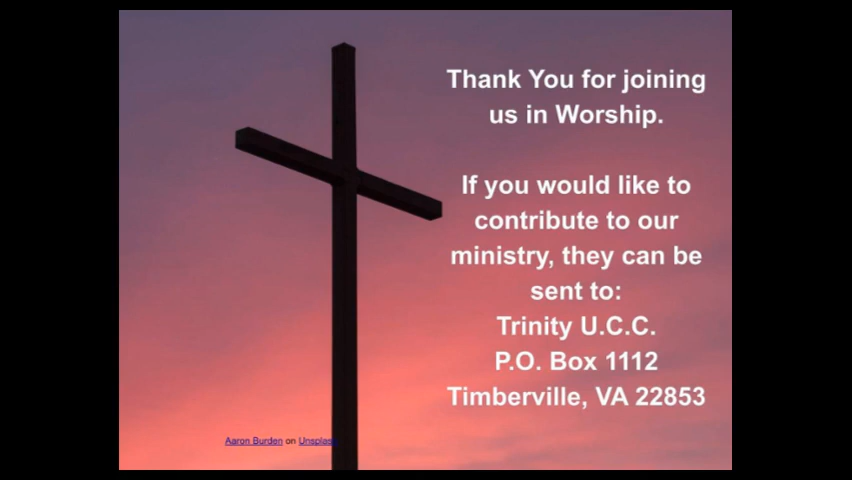 Thank You for joining
us in Worship.
If you would like to
contribute to our
ministry, they can be
sent to:
Trinity U.C.C.
P.O. Box 1112
Timberville, VA 22853
Aaron Burden on Unsplash